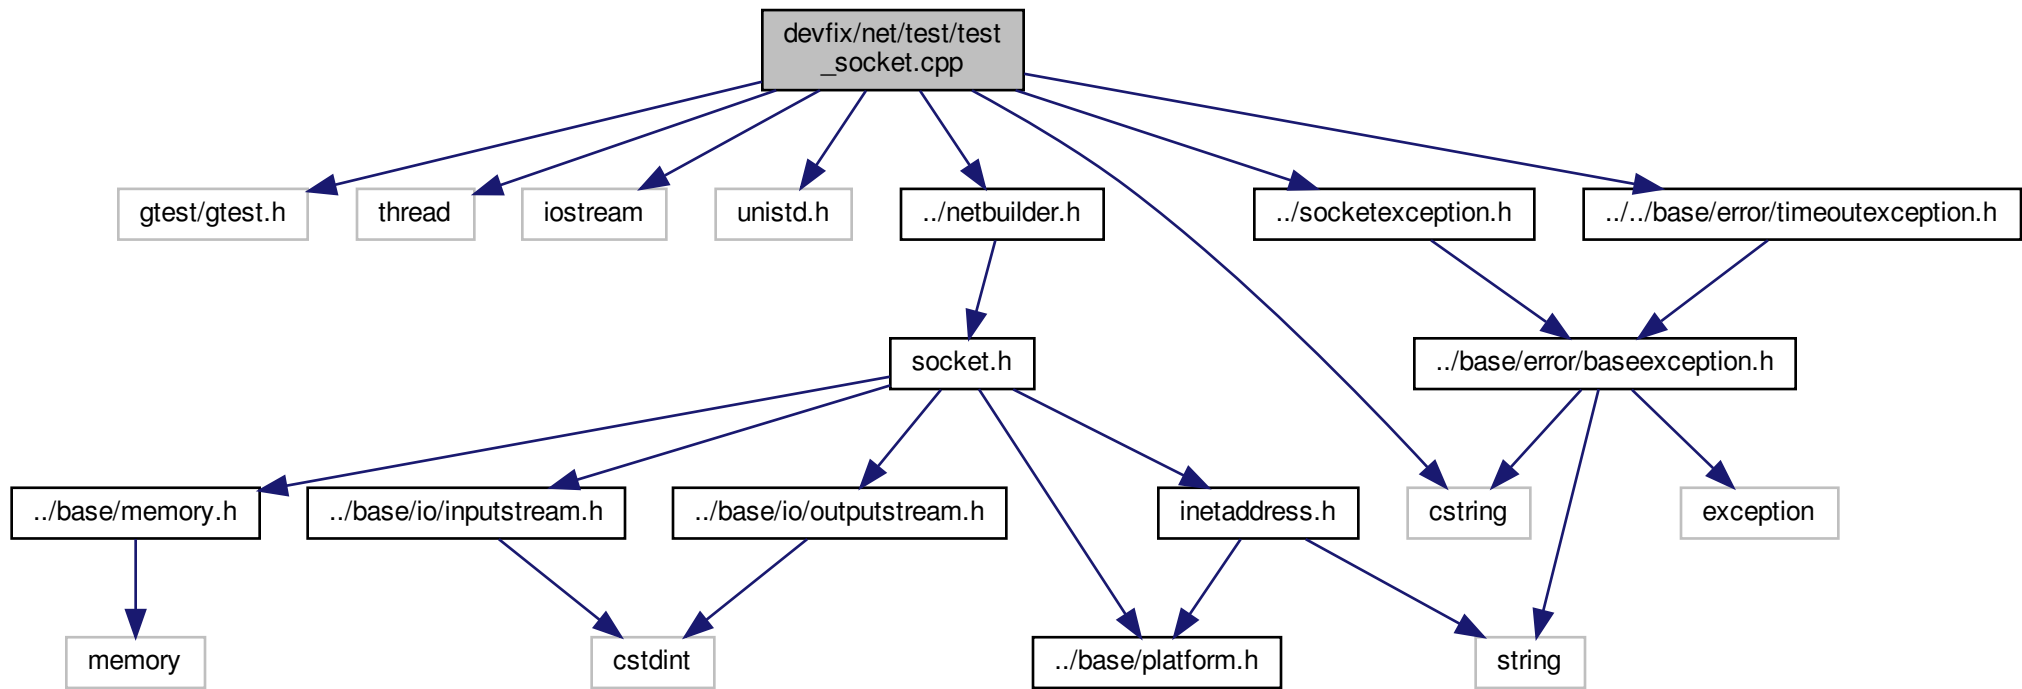 devfix/net/test/test
_socket.cpp
gtest/gtest.h
thread
iostream
unistd.h
../netbuilder.h
../socketexception.h
../../base/error/timeoutexception.h
socket.h
../base/error/baseexception.h
../base/memory.h
../base/io/inputstream.h
../base/io/outputstream.h
inetaddress.h
cstring
exception
memory
cstdint
../base/platform.h
string